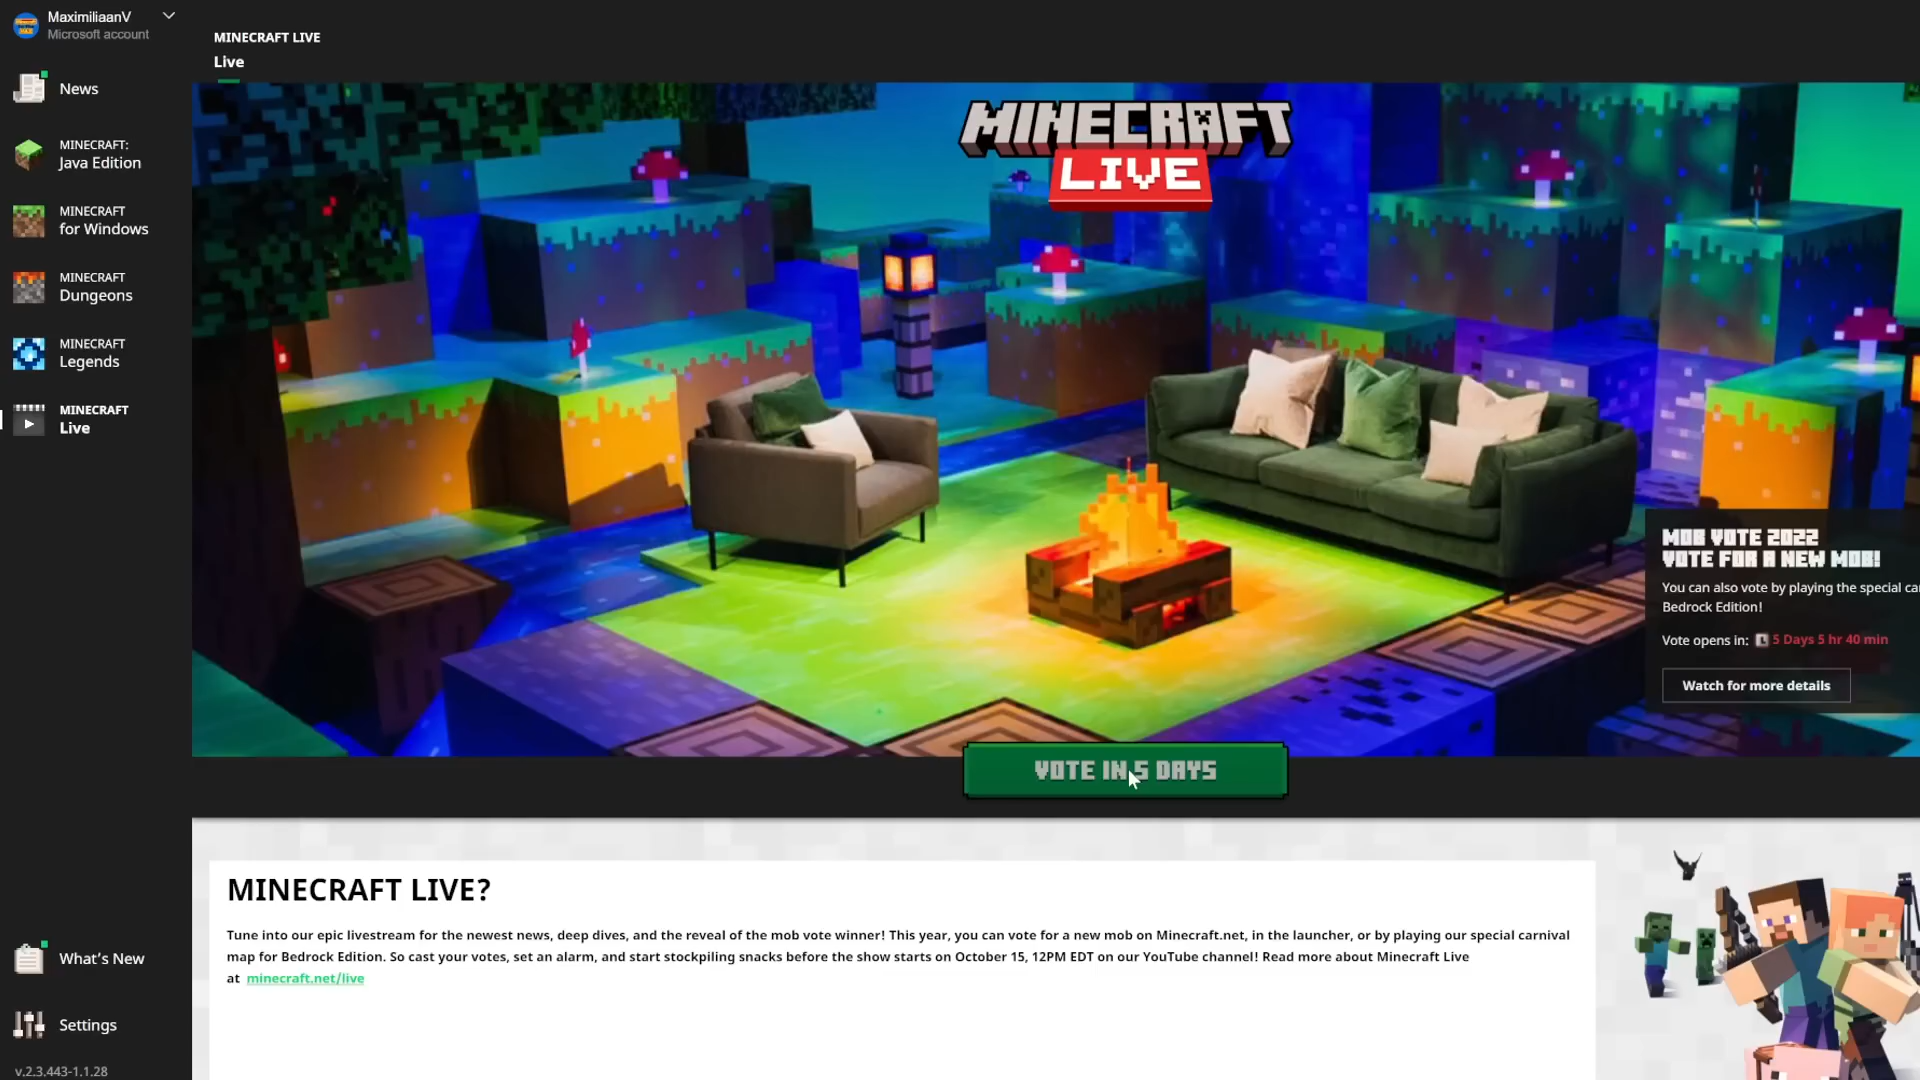 MaximiliaanV
Microsoft account
News
MINECRAFT:
Java Edition
MINECRAFT
for Windows
MINECRAFT
Dungeons
MINECRAFT
Legends
MINECRAFT
Live
What's New
Settings
v.2.3.443-1.1.28
MINECRAFT LIVE
Live
MINECRAFT
LIVE
MOB VOTE 2022
VOTE FOR A NEW MOB!
You can also vote by playing the special
Bedrock Edition!
Vote opens in: 5 Days 5 hr 40 min
Watch for more details
VOTE IN 5 DAYS
MINECRAFT LIVE?
Tune into our epic livestream for the newest news, deep dives, and the reveal of the mob vote winner! This year, you can vote for a new mob on Minecraft.net, in the launcher, or by playing our special carnival
map for Bedrock Edition. So cast your votes, set an alarm, and start stockpiling snacks before the show starts on October 15, 12PM EDT on our YouTube channel! Read more about Minecraft Live
at minecraft.net/live